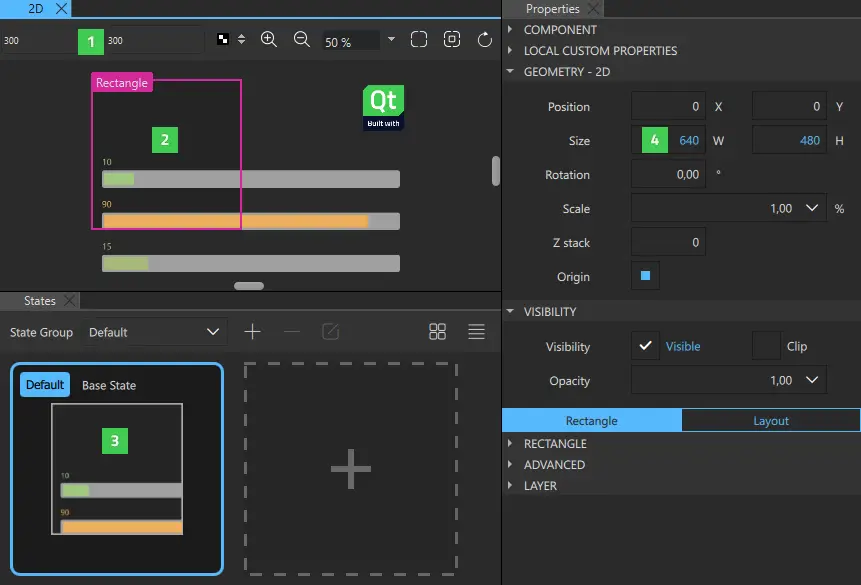 2D
300
1
300
50 %
Rectangle
2
Qt
Built with
10
90
15
States
State Group
Default
Default
Base State
3
10
90
Properties
COMPONENT
LOCAL CUSTOM PROPERTIES
GEOMETRY - 2D
Position 0 X 0 Y
Size 4 640 W 480 H
Rotation 0,00 °
Scale 1,00 %
Z stack 0
Origin
VISIBILITY
Visibility Visible Clip
Opacity 1,00
Rectangle Layout
RECTANGLE
ADVANCED
LAYER